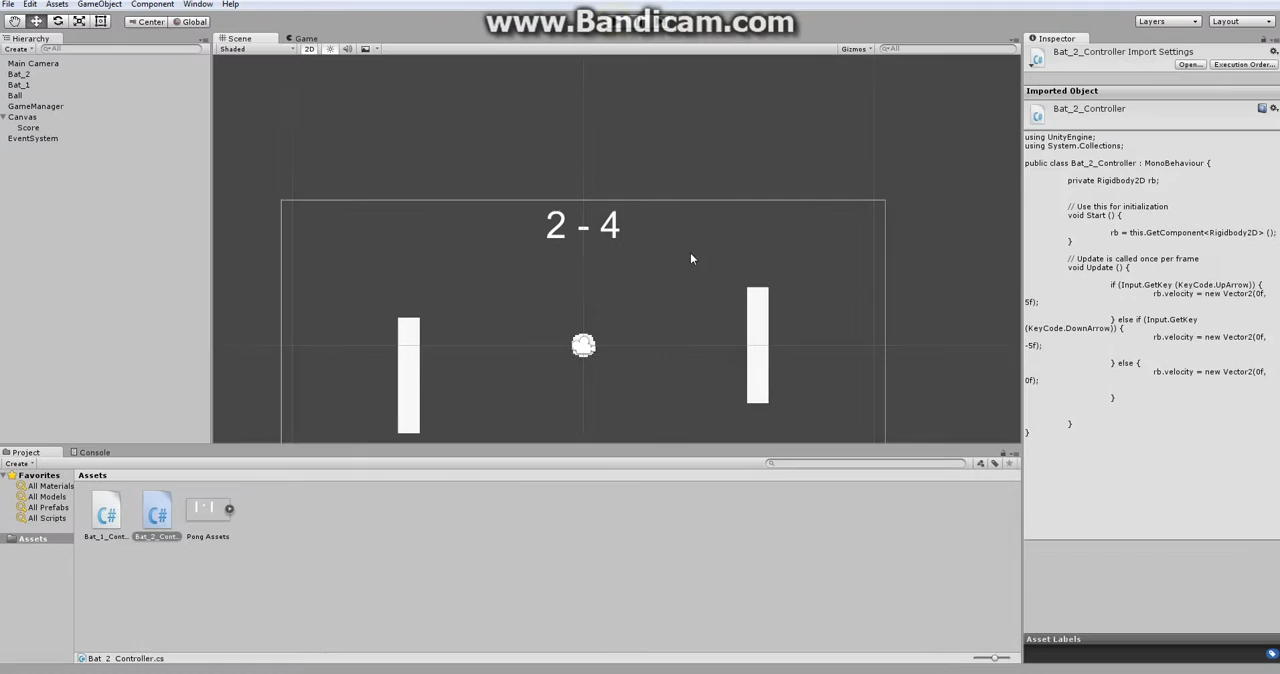 www.Bandicam.com
File Edit Assets GameObject Component Window Help
Center Global
Layers
Layout
Hierarchy
Create
All
Main Camera
Bat_2
Bat_1
Ball
GameManager
Canvas
Score
EventSystem
Scene
Game
Shaded
2D
Gizmos
All
2 - 4
Inspector
Bat_2_Controller Import Settings
Open...
Execution Order...
Imported Object
Bat_2_Controller
using UnityEngine;
using System.Collections;
public class Bat_2_Controller : MonoBehaviour {
private Rigidbody2D rb;
// Use this for initialization
void Start () {
rb = this.GetComponent<Rigidbody2D> ();
}
// Update is called once per frame
void Update () {
if (Input.GetKey (KeyCode.UpArrow)) {
rb.velocity = new Vector2(0f,
5f);
} else if (Input.GetKey
(KeyCode.DownArrow)) {
rb.velocity = new Vector2(0f,
-5f);
} else {
rb.velocity = new Vector2(0f,
0f);
}
}
}
Project
Console
Create
Favorites
All Materials
All Models
All Prefabs
All Scripts
Assets
Assets
C#
Bat_1_Cont...
C#
Bat_2_Cont...
Pong Assets
Bat_2_Controller.cs
Asset Labels